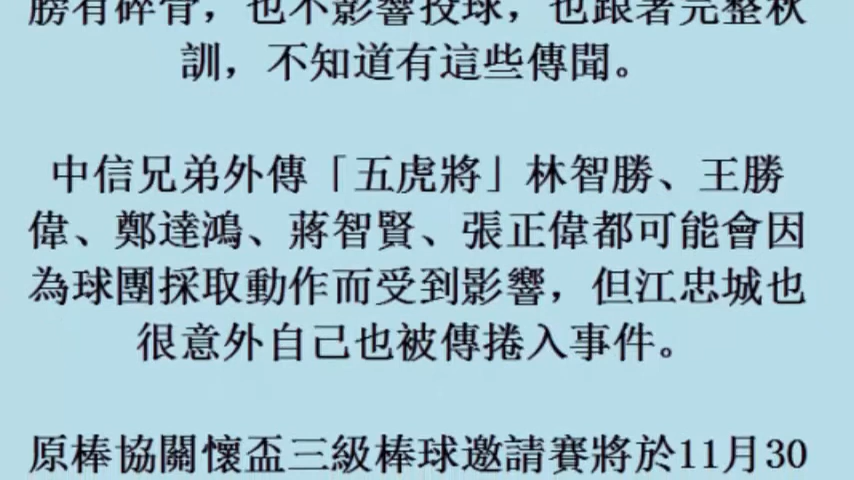 膀有碎骨，也不影響投球，也跟著完整秋
訓，不知道有這些傳聞。
中信兄弟外傳「五虎將」林智勝、王勝
偉、鄭達鴻、蔣智賢、張正偉都可能會因
為球團採取動作而受到影響，但江忠城也
很意外自己也被傳捲入事件。
原棒協關懷盃三級棒球邀請賽將於11月30